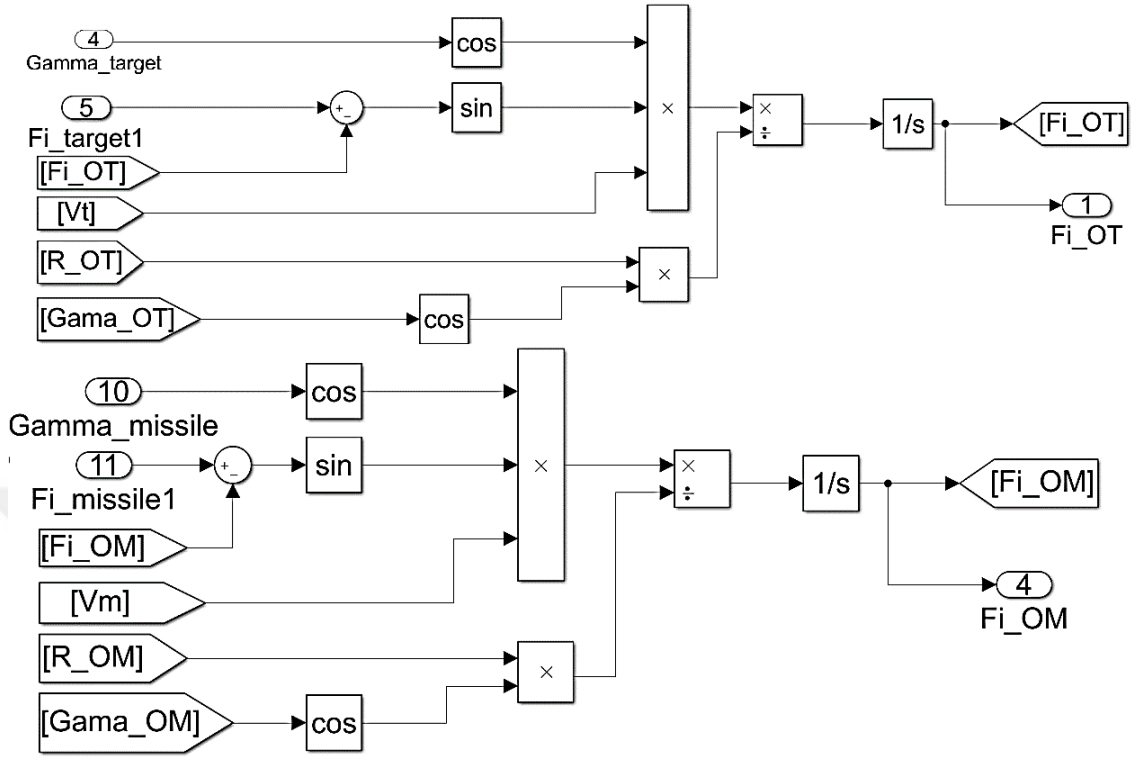 4
Gamma_target
cos
5
Fi_target1
+
−
sin
×
×
÷
1/s
[Fi_OT]
[Fi_OT]
1
Fi_OT
[Vt]
[R_OT]
×
[Gama_OT]
cos
10
Gamma_missile
cos
11
Fi_missile1
+
−
sin
×
×
÷
1/s
[Fi_OM]
[Fi_OM]
4
Fi_OM
[Vm]
[R_OM]
×
[Gama_OM]
cos